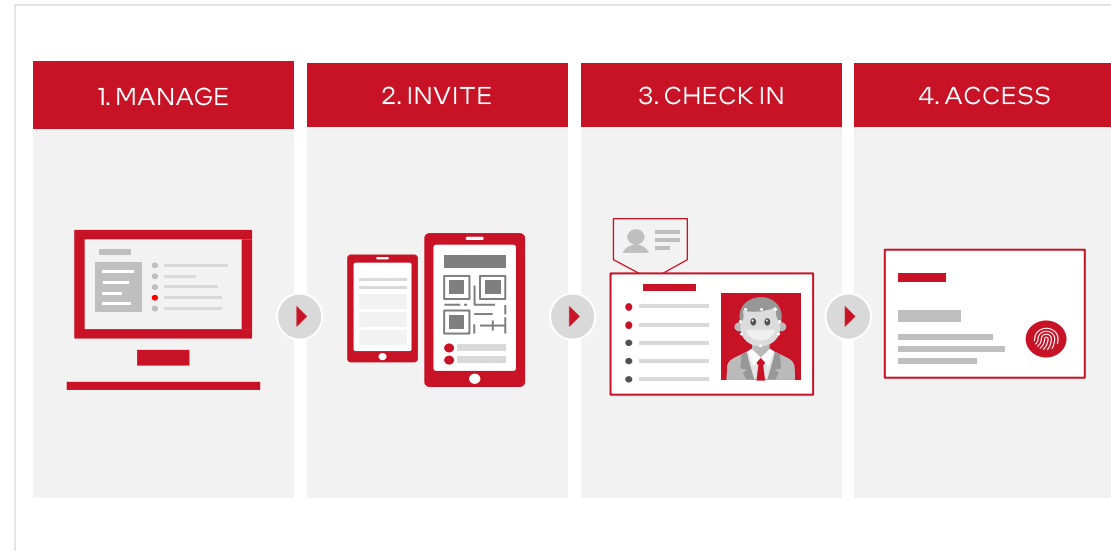 1. MANAGE
2. INVITE
3. CHECK IN
4. ACCESS